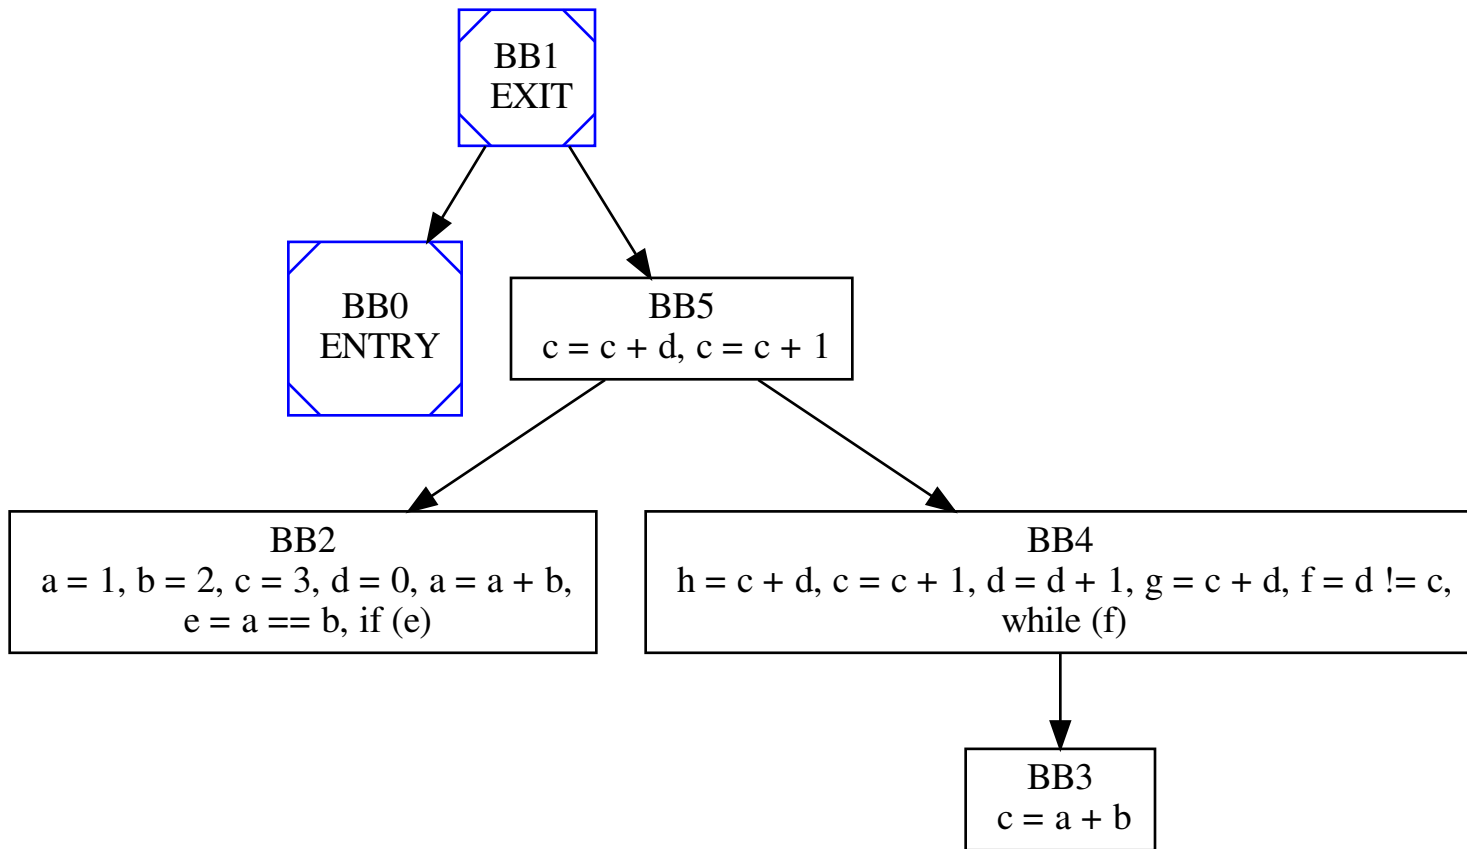 BB1
EXIT
BB0
ENTRY
BB5
c = c + d, c = c + 1
BB2
a = 1, b = 2, c = 3, d = 0, a = a + b,
e = a == b, if (e)
BB4
h = c + d, c = c + 1, d = d + 1, g = c + d, f = d != c,
while (f)
BB3
c = a + b